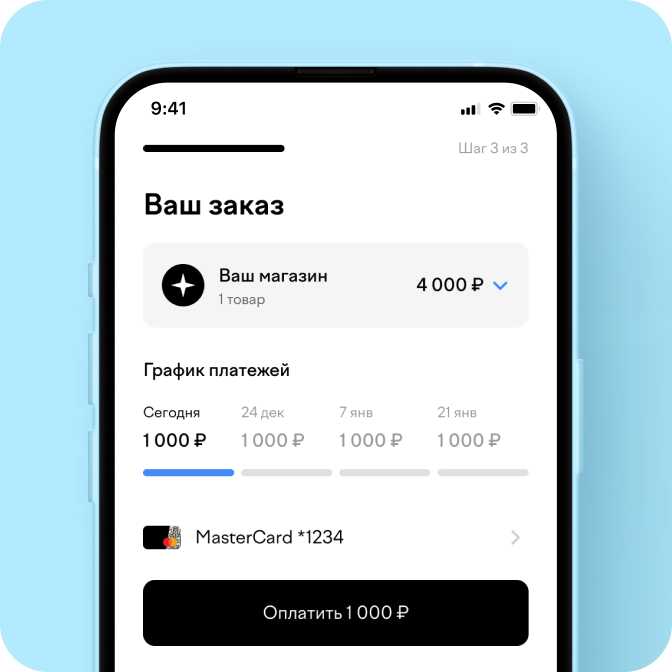 9:41
Шаг 3 из 3
Ваш заказ
Ваш магазин
1 товар
4 000 ₽
График платежей
Сегодня 24 дек 7 янв 21 янв
1 000 ₽ 1 000 ₽ 1 000 ₽ 1 000 ₽
MasterCard *1234
Оплатить 1 000 ₽